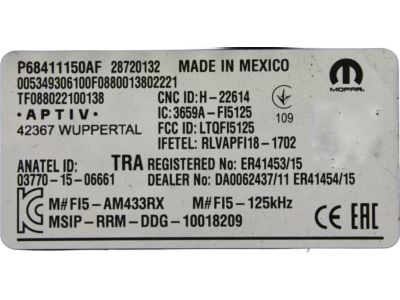 P68411150AF 28720132 MADE IN MEXICO
005349306100F0880013802221
TF088022100138
• APTIV •
42367 WUPPERTAL
CNC ID: H-22614
IC: 3659A-FI5125
FCC ID: LTQFI5125
IFETEL: RLVAPFI18-1702
109
MOPAR.
ANATEL ID:
03770-15-06661
TRA REGISTERED No: ER41453/15
DEALER No: DA0062437/11 ER41454/15
M#FI5-AM433RX M#FI5-125kHz
MSIP-RRM-DDG-10018209
CE EAC